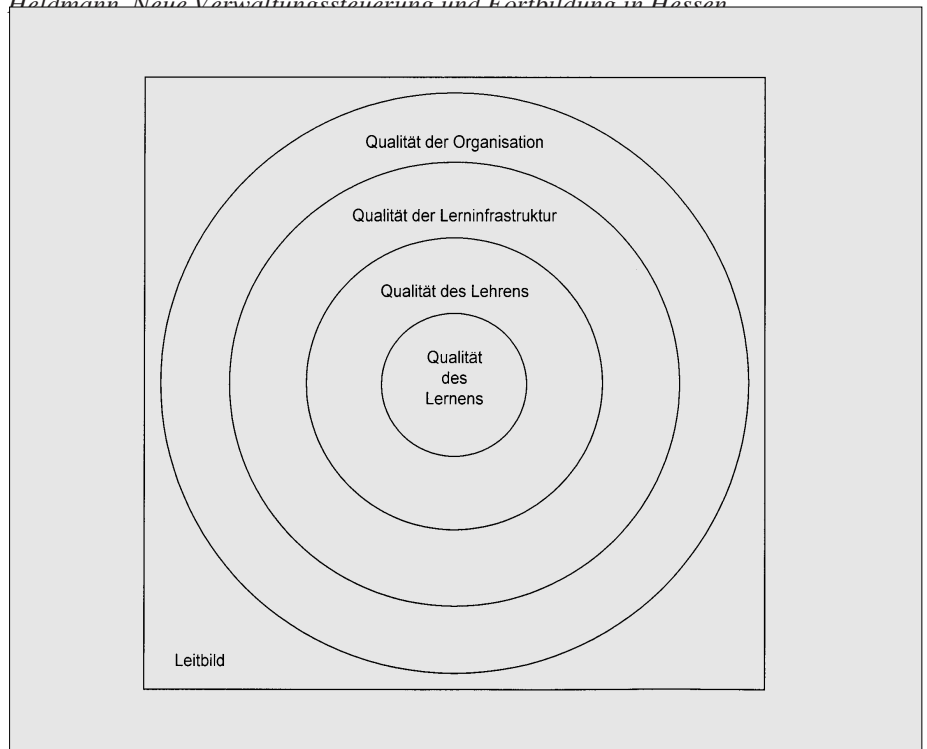 Heldmann, Neue Verwaltungssteuerung und Fortbildung in Hessen
Qualität der Organisation
Qualität der Lerninfrastruktur
Qualität des Lehrens
Qualität
des
Lernens
Leitbild